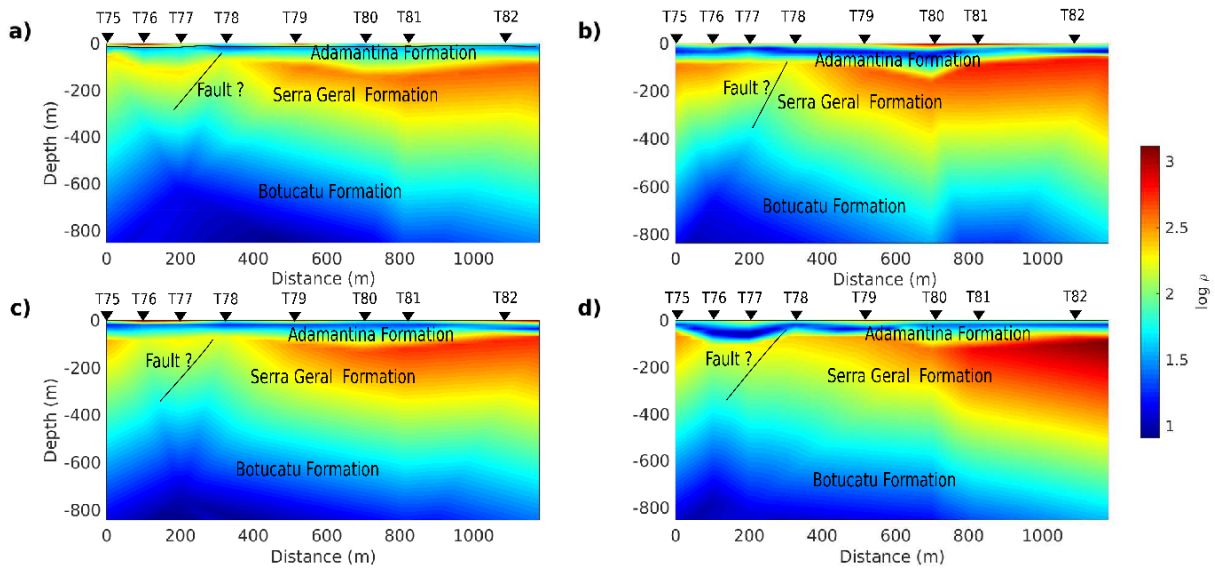 a)
T75 T76 T77 T78 T79 T80 T81 T82
0
-200
-400
-600
-800
Depth (m)
Adamantina Formation
Fault ?
Serra Geral Formation
Botucatu Formation
0 200 400 600 800 1000
Distance (m)
b)
T75 T76 T77 T78 T79 T80 T81 T82
0
-200
-400
-600
-800
Adamantina Formation
Fault ?
Serra Geral Formation
Botucatu Formation
0 200 400 600 800 1000
Distance (m)
c)
T75 T76 T77 T78 T79 T80 T81 T82
0
-200
-400
-600
-800
Depth (m)
Adamantina Formation
Fault ?
Serra Geral Formation
Botucatu Formation
0 200 400 600 800 1000
Distance (m)
d)
T75 T76 T77 T78 T79 T80 T81 T82
0
-200
-400
-600
-800
Adamantina Formation
Fault ?
Serra Geral Formation
Botucatu Formation
0 200 400 600 800 1000
Distance (m)
3
2.5
2
1.5
1
log ρ